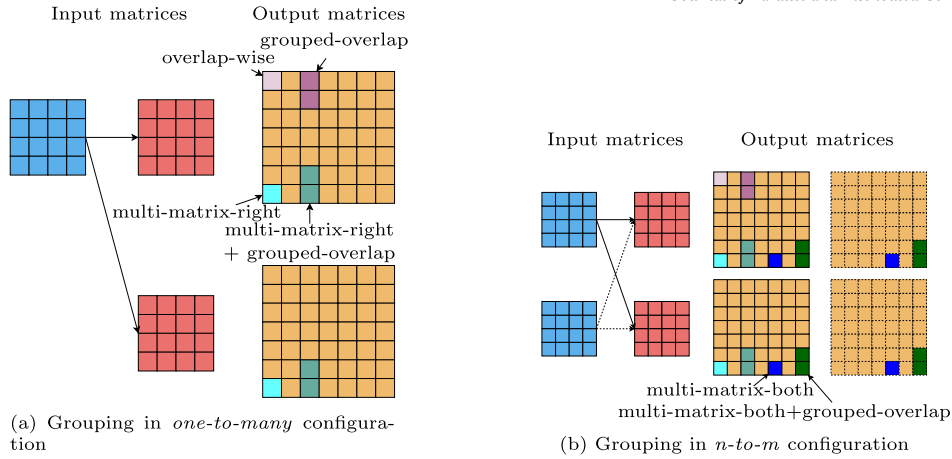 Input matrices
Output matrices
grouped-overlap
overlap-wise
multi-matrix-right
multi-matrix-right
+ grouped-overlap
(a) Grouping in one-to-many configura-
tion
Input matrices
Output matrices
multi-matrix-both
multi-matrix-both+grouped-overlap
(b) Grouping in n-to-m configuration